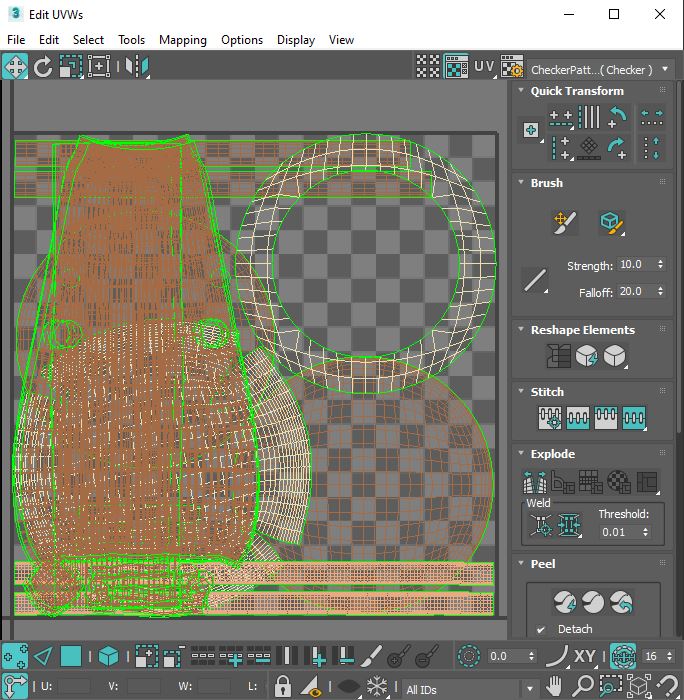 3 Edit UVWs
File Edit Select Tools Mapping Options Display View
UV CheckerPatt...( Checker )
Quick Transform
Brush
Strength: 10.0
Falloff: 20.0
Reshape Elements
Stitch
Explode
Weld
Threshold:
0.01
Peel
Detach
0.0 XY 16
U: V: W: L: All IDs